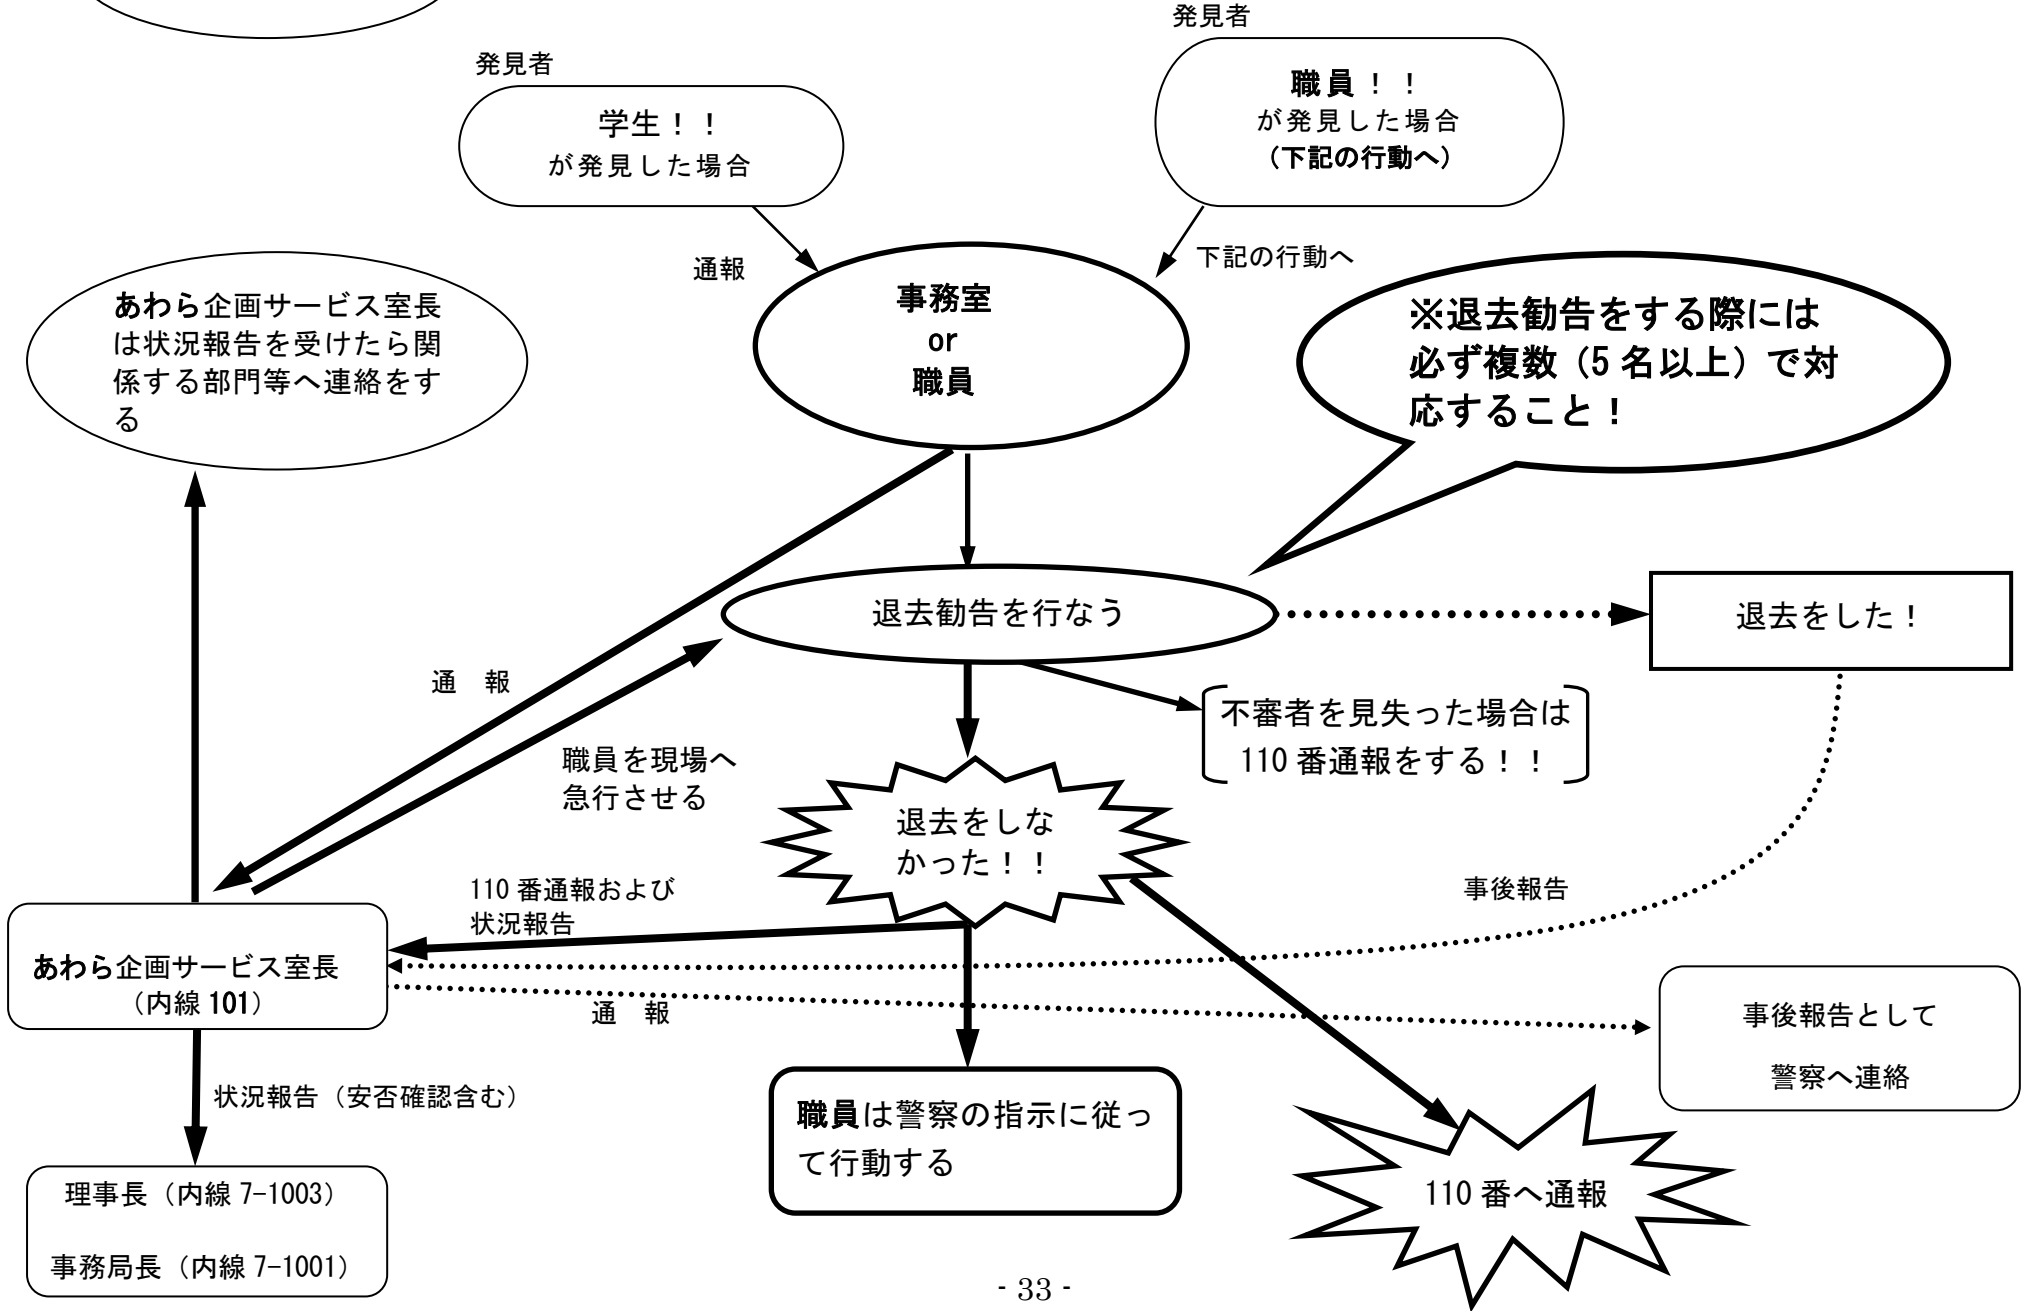 発見者
職員！！
が発見した場合
（下記の行動へ）
発見者
学生！！
が発見した場合
通報
下記の行動へ
事務室
or
職員
あわら企画サービス室長
は状況報告を受けたら関
係する部門等へ連絡をす
る
※退去勧告をする際には
必ず複数（5 名以上）で対
応すること！
退去勧告を行なう
退去をした！
通　報
不審者を見失った場合は
110 番通報をする！！
職員を現場へ
急行させる
退去をしな
かった！！
110 番通報および
状況報告
事後報告
あわら企画サービス室長
（内線 101）
通　報
事後報告として
警察へ連絡
状況報告（安否確認含む）
職員は警察の指示に従っ
て行動する
110 番へ通報
理事長（内線 7-1003）
事務局長（内線 7-1001）
- 33 -